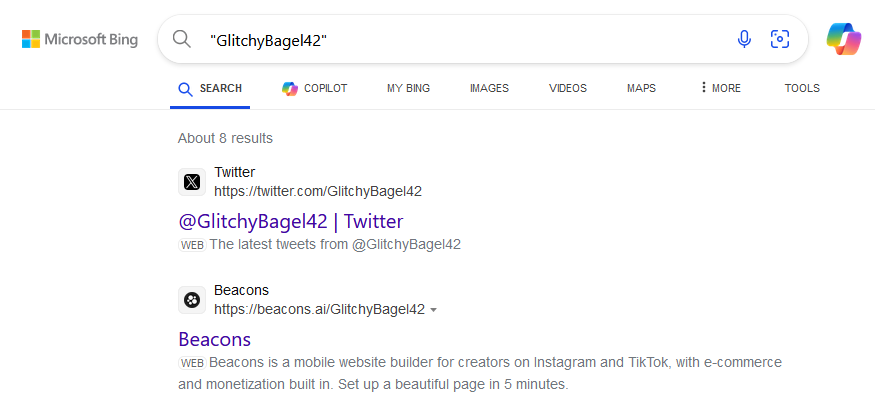 Microsoft Bing
"GlitchyBagel42"
SEARCH COPILOT MY BING IMAGES VIDEOS MAPS MORE TOOLS
About 8 results
Twitter
https://twitter.com/GlitchyBagel42
@GlitchyBagel42 | Twitter
WEB The latest tweets from @GlitchyBagel42
Beacons
https://beacons.ai/GlitchyBagel42
Beacons
WEB Beacons is a mobile website builder for creators on Instagram and TikTok, with e-commerce
and monetization built in. Set up a beautiful page in 5 minutes.